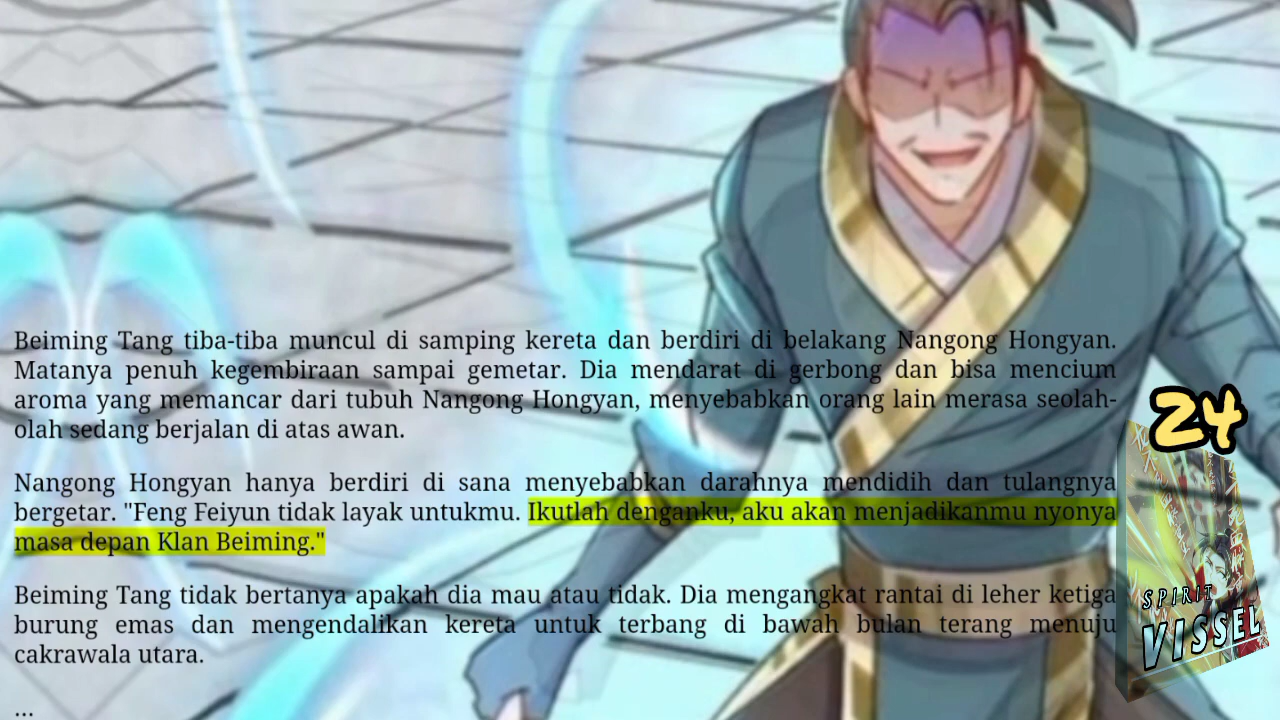 Beiming Tang tiba-tiba muncul di samping kereta dan berdiri di belakang Nangong Hongyan.
Matanya penuh kegembiraan sampai gemetar. Dia mendarat di gerbong dan bisa mencium
aroma yang memancar dari tubuh Nangong Hongyan, menyebabkan orang lain merasa seolah-
olah sedang berjalan di atas awan.
Nangong Hongyan hanya berdiri di sana menyebabkan darahnya mendidih dan tulangnya
bergetar. "Feng Feiyun tidak layak untukmu. Ikutlah denganku, aku akan menjadikanmu nyonya
masa depan Klan Beiming."
Beiming Tang tidak bertanya apakah dia mau atau tidak. Dia mengangkat rantai di leher ketiga
burung emas dan mengendalikan kereta untuk terbang di bawah bulan terang menuju
cakrawala utara.
...
24
SPIRIT
VISSEL